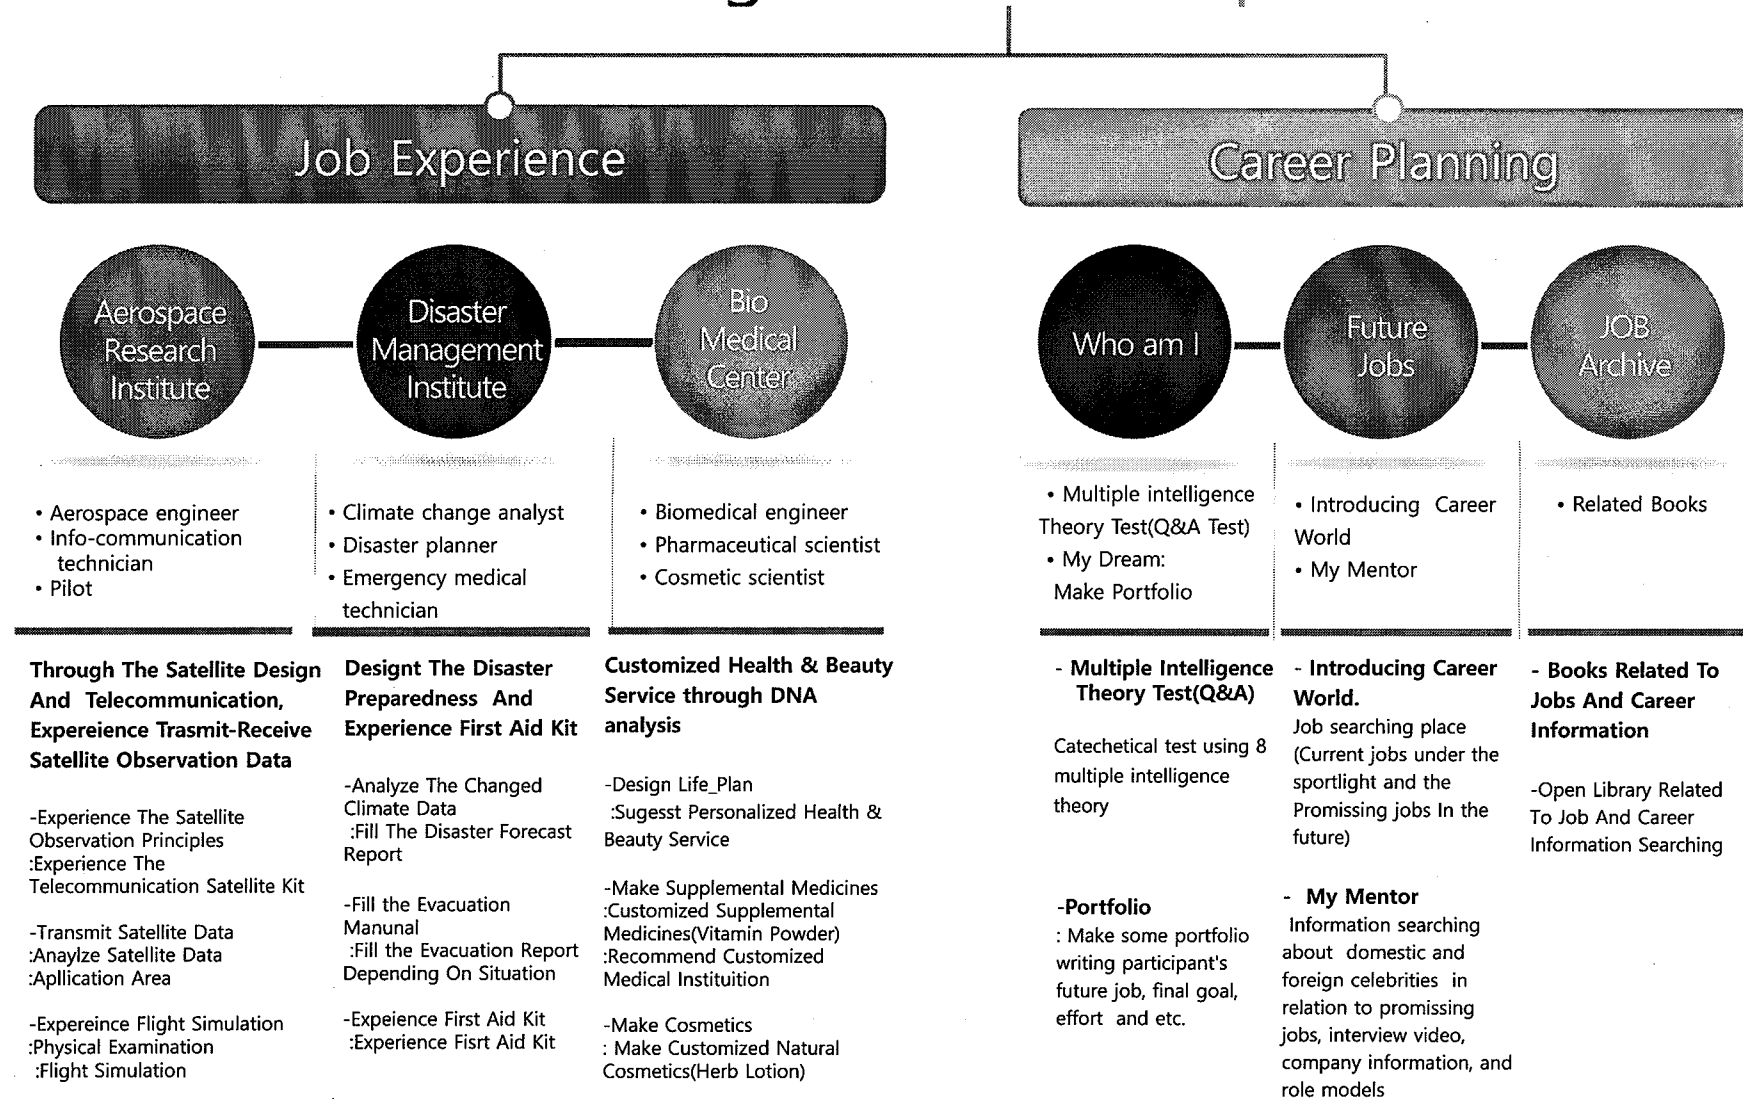 Job Experience
Career Planning
Aerospace
Research
Institute
Disaster
Management
Institute
Bio
Medical
Center
Who am I
Future
Jobs
JOB
Archive
• Aerospace engineer
• Info-communication
technician
• Pilot
• Climate change analyst
• Disaster planner
• Emergency medical
technician
• Biomedical engineer
• Pharmaceutical scientist
• Cosmetic scientist
• Multiple intelligence
Theory Test(Q&A Test)
• My Dream:
Make Portfolio
• Introducing Career
World
• My Mentor
• Related Books
Through The Satellite Design
And Telecommunication,
Expereience Trasmit-Receive
Satellite Observation Data
-Experience The Satellite
Observation Principles
:Experience The
Telecommunication Satellite Kit
-Transmit Satellite Data
:Anaylze Satellite Data
:Apllication Area
-Expereince Flight Simulation
:Physical Examination
:Flight Simulation
Designt The Disaster
Preparedness And
Experience First Aid Kit
-Analyze The Changed
Climate Data
:Fill The Disaster Forecast
Report
-Fill the Evacuation
Manunal
:Fill the Evacuation Report
Depending On Situation
-Expeience First Aid Kit
:Experience Fisrt Aid Kit
Customized Health & Beauty
Service through DNA
analysis
-Design Life_Plan
:Sugesst Personalized Health &
Beauty Service
-Make Supplemental Medicines
:Customized Supplemental
Medicines(Vitamin Powder)
:Recommend Customized
Medical Instituition
-Make Cosmetics
: Make Customized Natural
Cosmetics(Herb Lotion)
- Multiple Intelligence
Theory Test(Q&A)
Catechetical test using 8
multiple intelligence
theory
-Portfolio
: Make some portfolio
writing participant's
future job, final goal,
effort and etc.
- Introducing Career
World.
Job searching place
(Current jobs under the
sportlight and the
Promissing jobs In the
future)
- My Mentor
Information searching
about domestic and
foreign celebrities in
relation to promissing
jobs, interview video,
company information, and
role models
- Books Related To
Jobs And Career
Information
-Open Library Related
To Job And Career
Information Searching